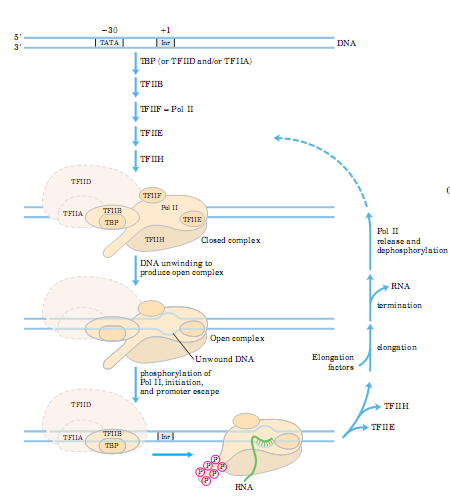 −30 +1
5′
TATA Inr DNA
3′
TBP (or TFIID and/or TFIIA)
TFIIB
TFIIF – Pol II
TFIIE
TFIIH
TFIID
TFIIF
Pol II
TFIIA TFIIB TFIIE
TBP
TFIIH Closed complex
Pol II
release and
dephosphorylation
DNA unwinding to
produce open complex
RNA
termination
Open complex
Unwound DNA
elongation
Elongation
factors
phosphorylation of
Pol II, initiation,
and promoter escape
TFIID
TFIIH
TFIIE
TFIIA TFIIB Inr
TBP
P P P P P P
RNA
(